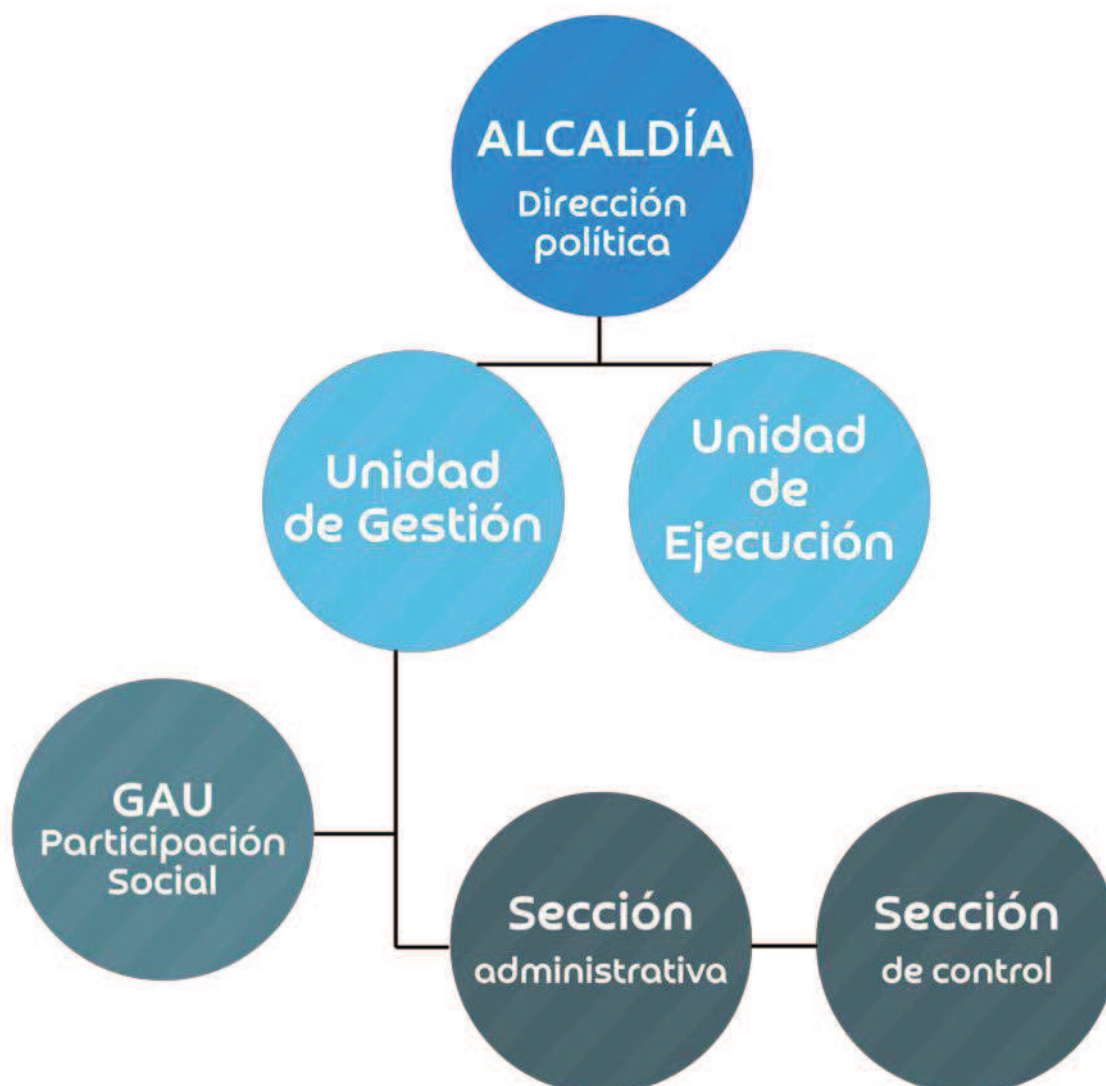 ALCALDÍA
Dirección
política
Unidad
de Gestión
Unidad
de
Ejecución
GAU
Participación
Social
Sección
administrativa
Sección
de control